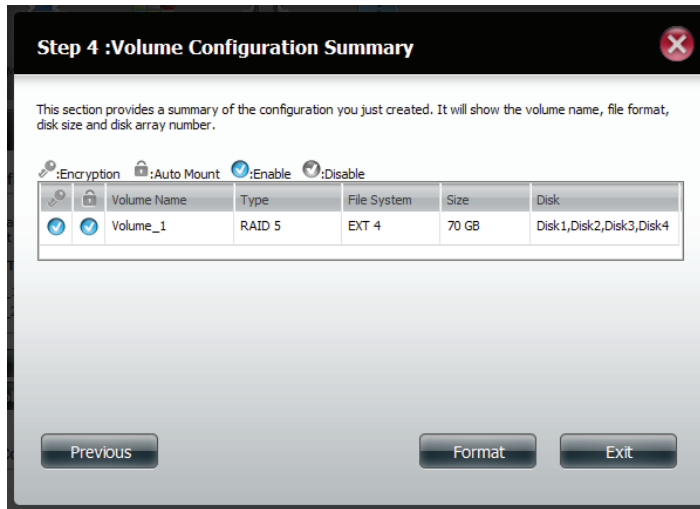 Step 4 :Volume Configuration Summary
This section provides a summary of the configuration you just created. It will show the volume name, file format,
disk size and disk array number.
:Encryption :Auto Mount :Enable :Disable
Volume Name Type File System Size Disk
Volume_1 RAID 5 EXT 4 70 GB Disk1,Disk2,Disk3,Disk4
Previous Format Exit